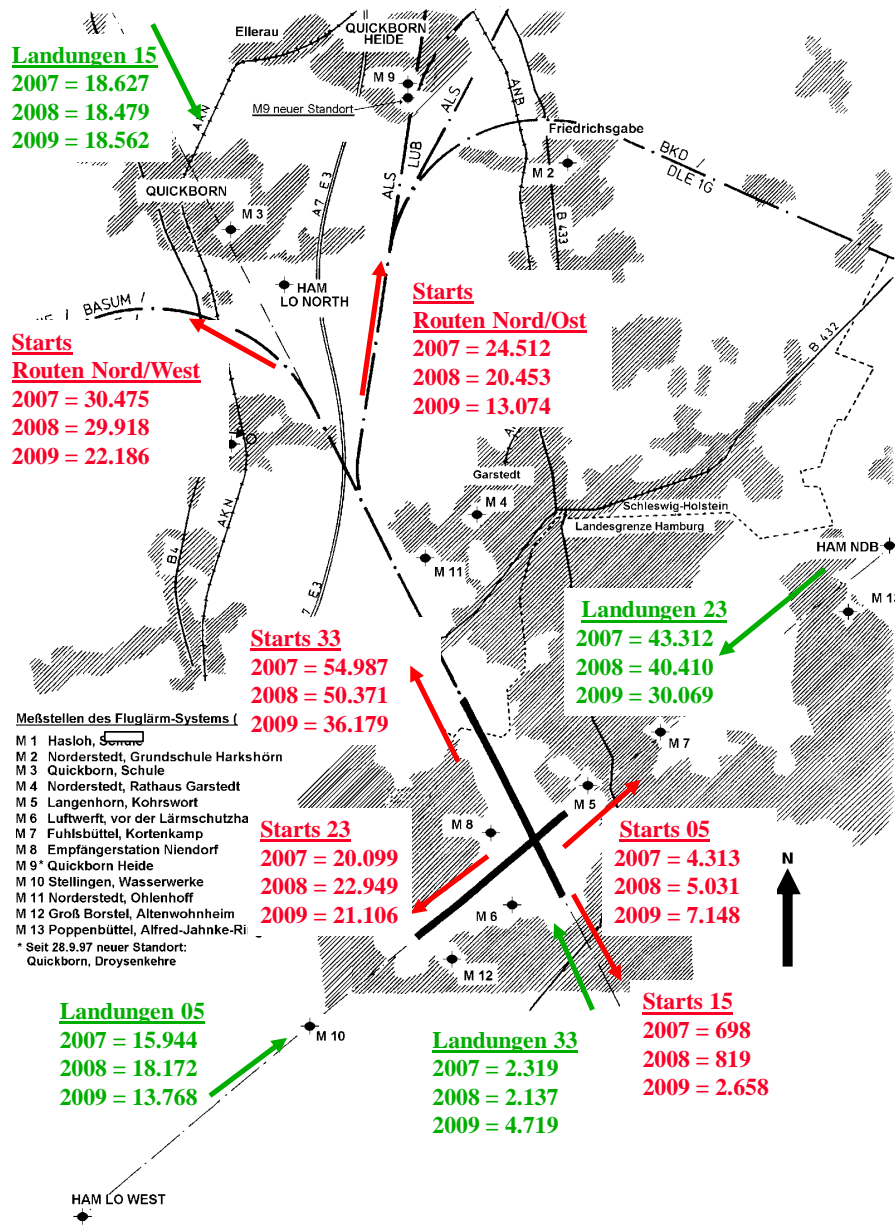 Landungen 15
2007 = 18.627
2008 = 18.479
2009 = 18.562
Ellerau
QUICKBORN
HEIDE
M 9
M9 neuer Standort
AKN
ALS
ANB
Friedrichsgabe
M 2
BKD /
DLE 1G
ALS
LUB
A7 E3
B 433
QUICKBORN
M 3
HAM
LO NORTH
BASUM /
B 432
Starts
Routen Nord/West
2007 = 30.475
2008 = 29.918
2009 = 22.186
Starts
Routen Nord/Ost
2007 = 24.512
2008 = 20.453
2009 = 13.074
Garstedt
M 4
Schleswig-Holstein
Landesgrenze Hamburg
HAM NDB
AKN
B4
M 11
7 E3
Landungen 23
2007 = 43.312
2008 = 40.410
2009 = 30.069
Starts 33
2007 = 54.987
2008 = 50.371
2009 = 36.179
Meßstellen des Fluglärm-Systems (
M 1 Hasloh,
M 2 Norderstedt, Grundschule Harkshörn
M 3 Quickborn, Schule
M 4 Norderstedt, Rathaus Garstedt
M 5 Langenhorn, Kohrswort
M 6 Luftwerft, vor der Lärmschutzha
M 7 Fuhlsbüttel, Kortenkamp
M 8 Empfängerstation Niendorf
M 9* Quickborn Heide
M 10 Stellingen, Wasserwerke
M 11 Norderstedt, Ohlenhoff
M 12 Groß Borstel, Altenwohnheim
M 13 Poppenbüttel, Alfred-Jahnke-Ri
* Seit 28.9.97 neuer Standort:
Quickborn, Droysenkehre
M 7
M 5
M 8
Starts 23
2007 = 20.099
2008 = 22.949
2009 = 21.106
Starts 05
2007 = 4.313
2008 = 5.031
2009 = 7.148
N
M 6
M 12
Landungen 05
2007 = 15.944
2008 = 18.172
2009 = 13.768
M 10
Landungen 33
2007 = 2.319
2008 = 2.137
2009 = 4.719
Starts 15
2007 = 698
2008 = 819
2009 = 2.658
HAM LO WEST